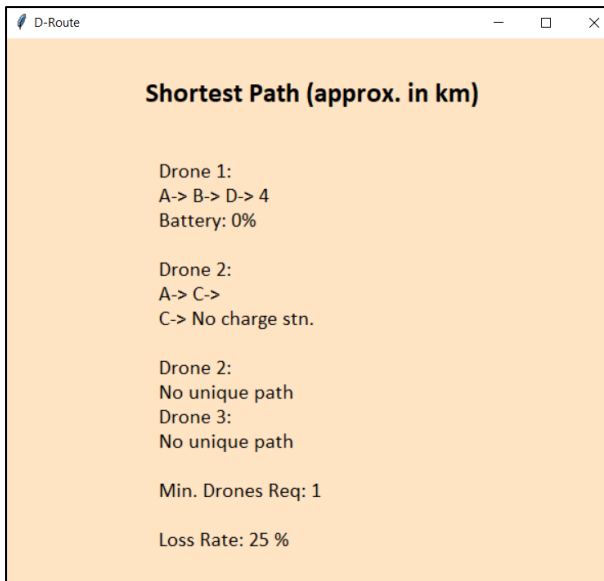 D-Route
Shortest Path (approx. in km)
Drone 1:
A-> B-> D-> 4
Battery: 0%
Drone 2:
A-> C->
C-> No charge stn.
Drone 2:
No unique path
Drone 3:
No unique path
Min. Drones Req: 1
Loss Rate: 25 %